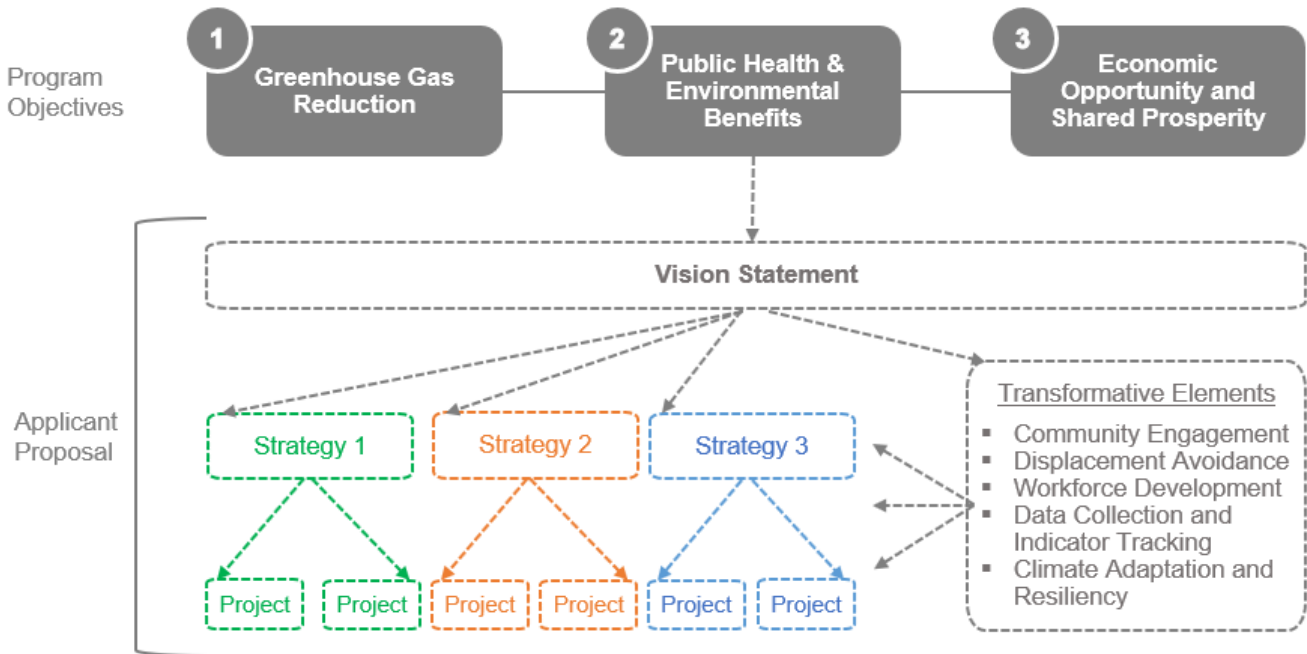 Program
Objectives
1
Greenhouse Gas
Reduction
2
Public Health &
Environmental
Benefits
3
Economic
Opportunity and
Shared Prosperity
Applicant
Proposal
Vision Statement
Strategy 1
Strategy 2
Strategy 3
Project
Project
Project
Project
Project
Project
Transformative Elements
▪ Community Engagement
▪ Displacement Avoidance
▪ Workforce Development
▪ Data Collection and
Indicator Tracking
▪ Climate Adaptation and
Resiliency